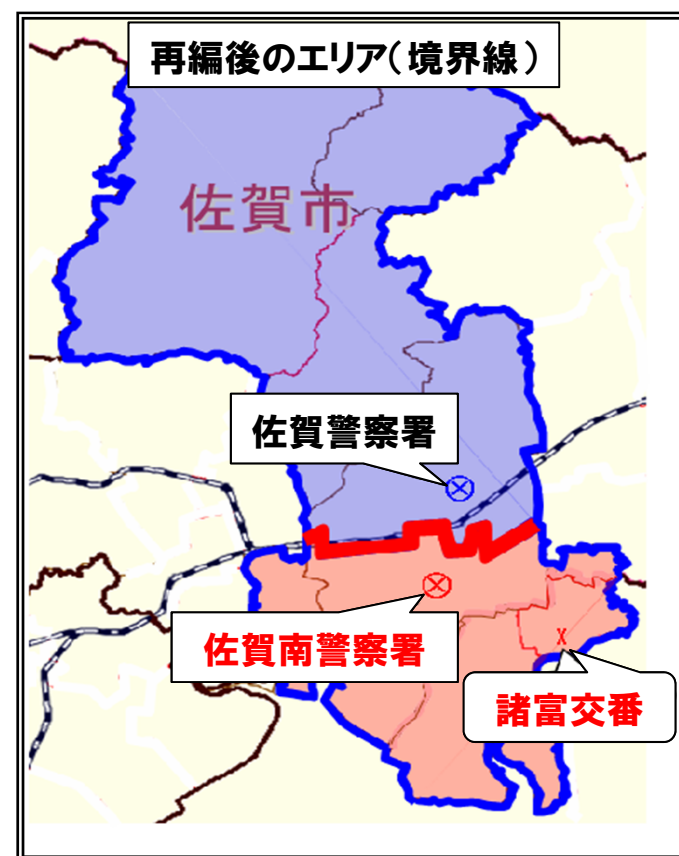 再編後のエリア（境界線）
佐賀市
佐賀警察署
佐賀南警察署
諸富交番